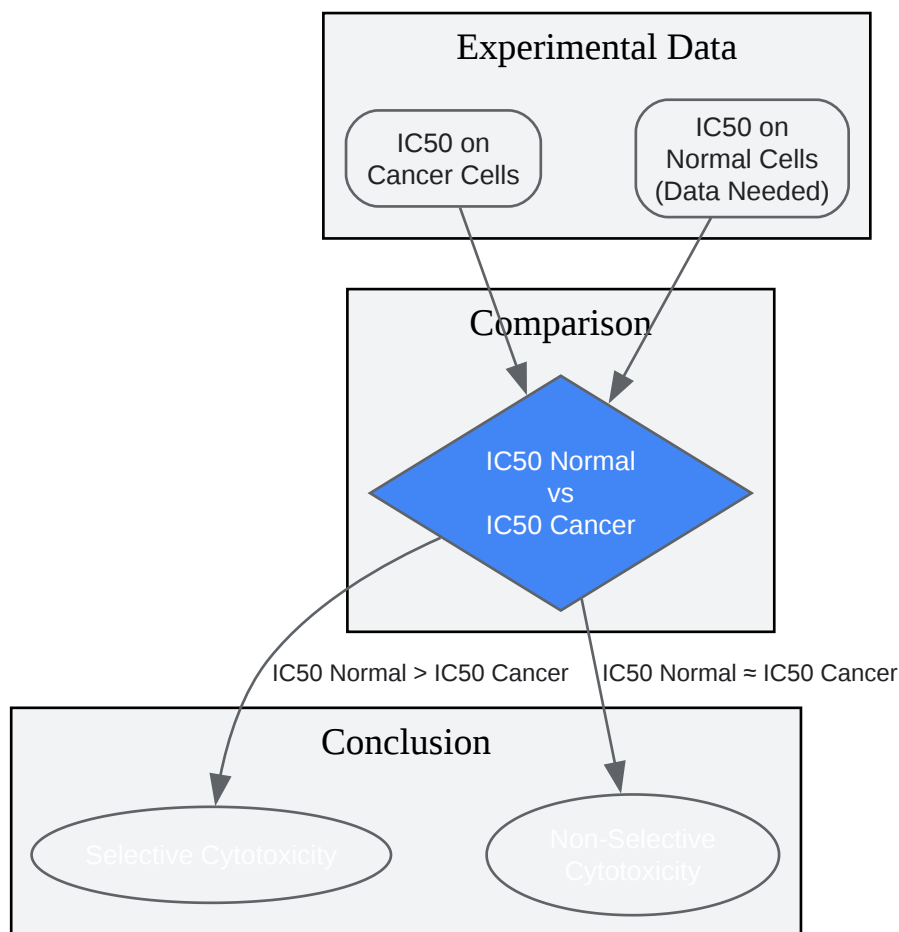 Experimental Data
IC50 on
Cancer Cells
IC50 on
Normal Cells
(Data Needed)
Comparison
IC50 Normal
vs
IC50 Cancer
IC50 Normal > IC50 Cancer
IC50 Normal ≈ IC50 Cancer
Conclusion
Selective Cytotoxicity
Non-Selective
Cytotoxicity